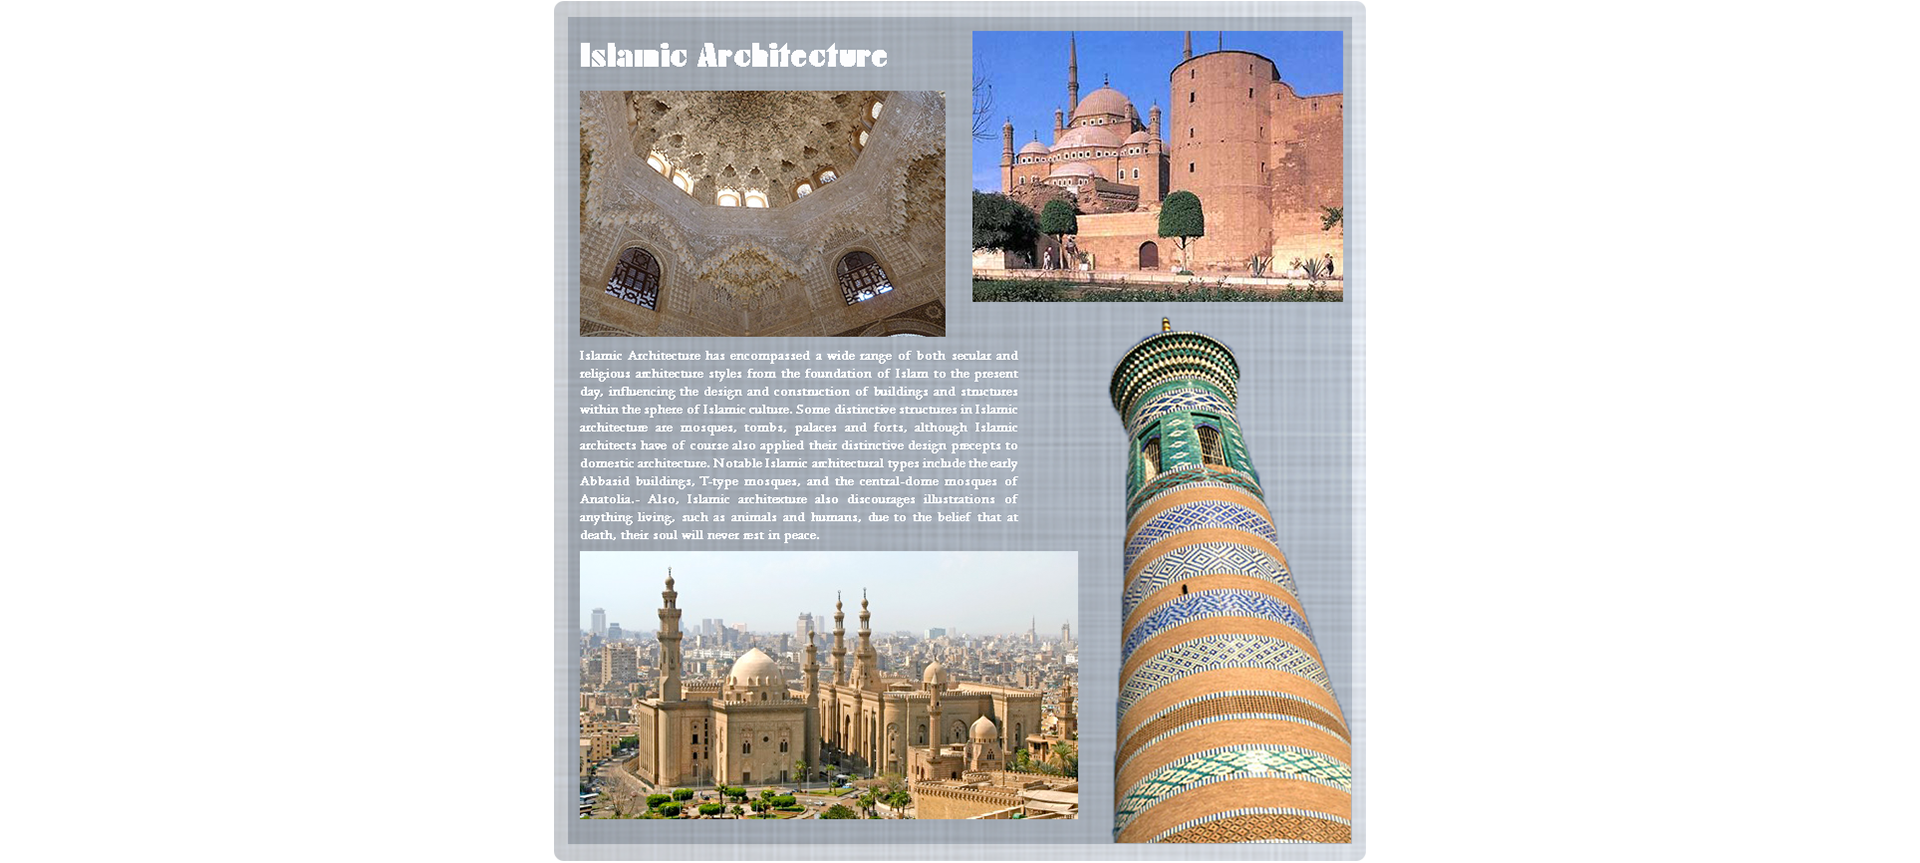 Islamic Architecture
Islamic Architecture has encompassed a wide range of both secular and
religious architecture styles from the foundation of Islam to the present
day, influencing the design and construction of buildings and structures
within the sphere of Islamic culture. Some distinctive structures in Islamic
architecture are mosques, tombs, palaces and forts, although Islamic
architects have of course also applied their distinctive design precepts to
domestic architecture. Notable Islamic architectural types include the early
Abbasid buildings, T-type mosques, and the central-dome mosques of
Anatolia.- Also, Islamic architexture also discourages illustrations of
anything living, such as animals and humans, due to the belief that at
death, their soul will never rest in peace.